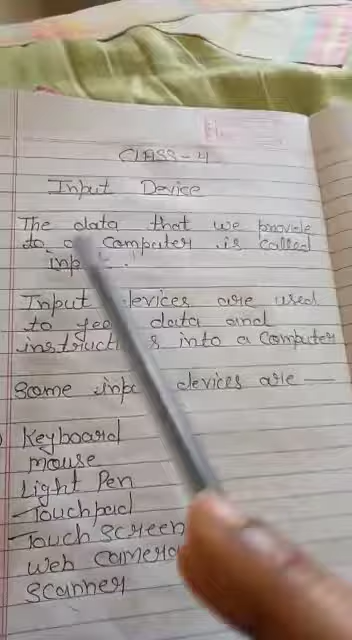 CLASS-4
Input Device
The data that we provide
to a computer is called
Input devices are used
to data and
into a computer
Some devices are —
Keyboard
mouse
Light Pen
Touchpad
Touch Screen
Web camera
Scanner